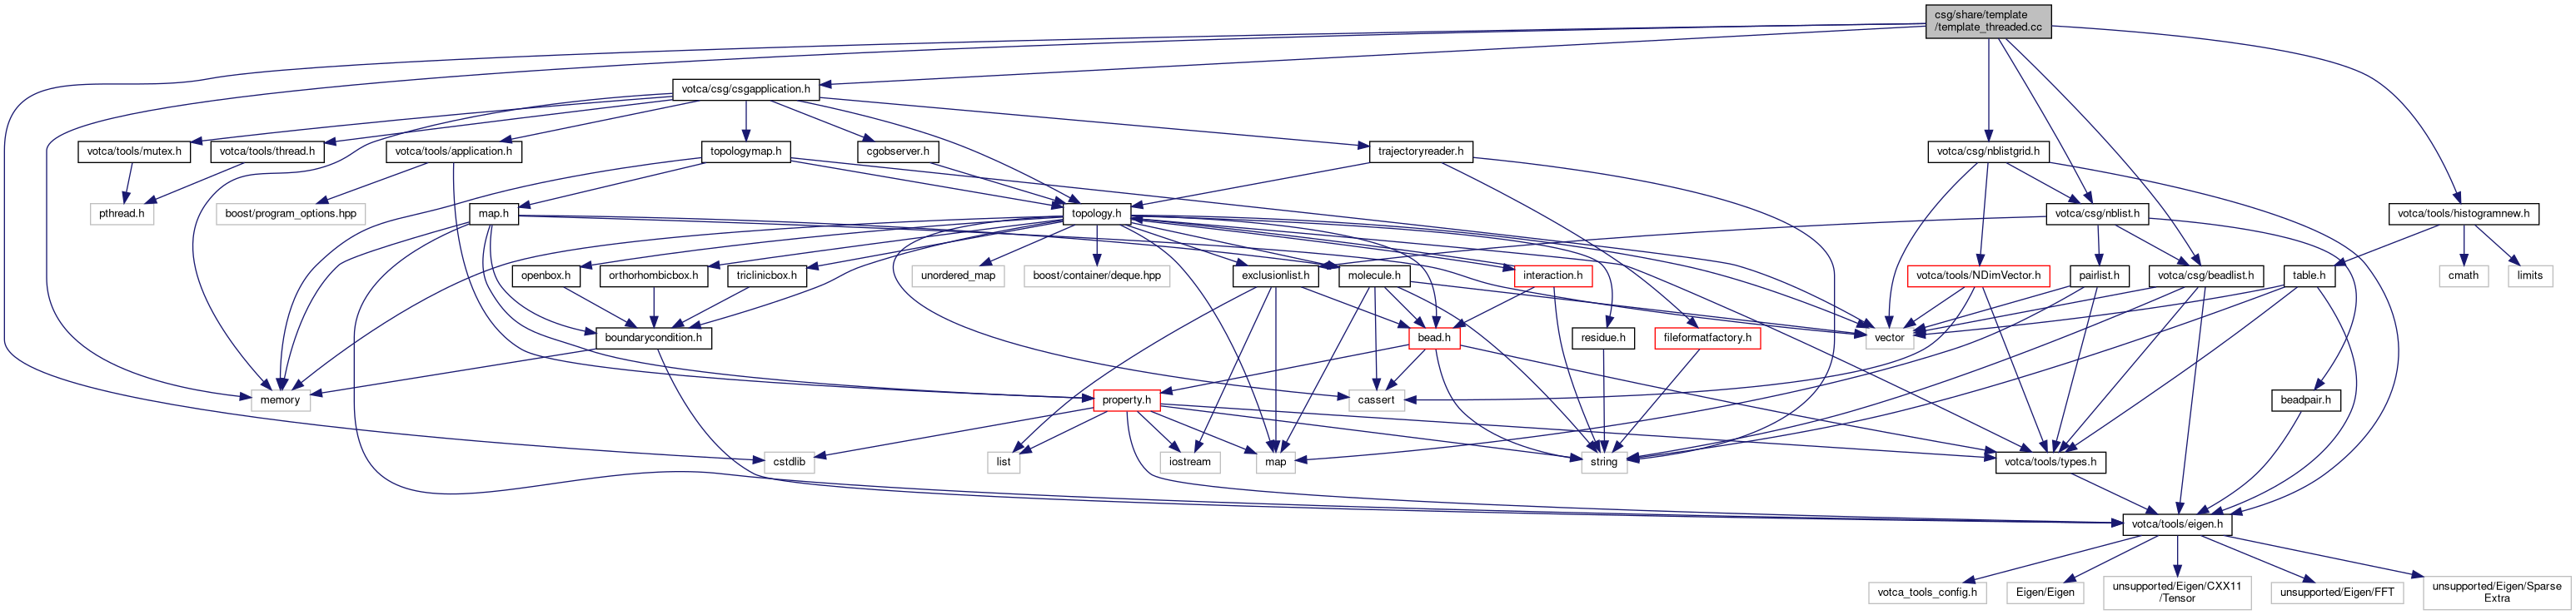 csg/share/template
/template_threaded.cc
votca/csg/csgapplication.h
votca/tools/mutex.h
votca/tools/thread.h
votca/tools/application.h
topologymap.h
cgobserver.h
trajectoryreader.h
votca/csg/nblistgrid.h
pthread.h
boost/program_options.hpp
map.h
topology.h
votca/csg/nblist.h
votca/tools/histogramnew.h
openbox.h
orthorhombicbox.h
triclinicbox.h
unordered_map
boost/container/deque.hpp
exclusionlist.h
molecule.h
interaction.h
votca/tools/NDimVector.h
pairlist.h
votca/csg/beadlist.h
table.h
cmath
limits
boundarycondition.h
bead.h
residue.h
fileformatfactory.h
vector
memory
property.h
cassert
beadpair.h
cstdlib
list
iostream
map
string
votca/tools/types.h
votca/tools/eigen.h
votca_tools_config.h
Eigen/Eigen
unsupported/Eigen/CXX11
/Tensor
unsupported/Eigen/FFT
unsupported/Eigen/Sparse
Extra